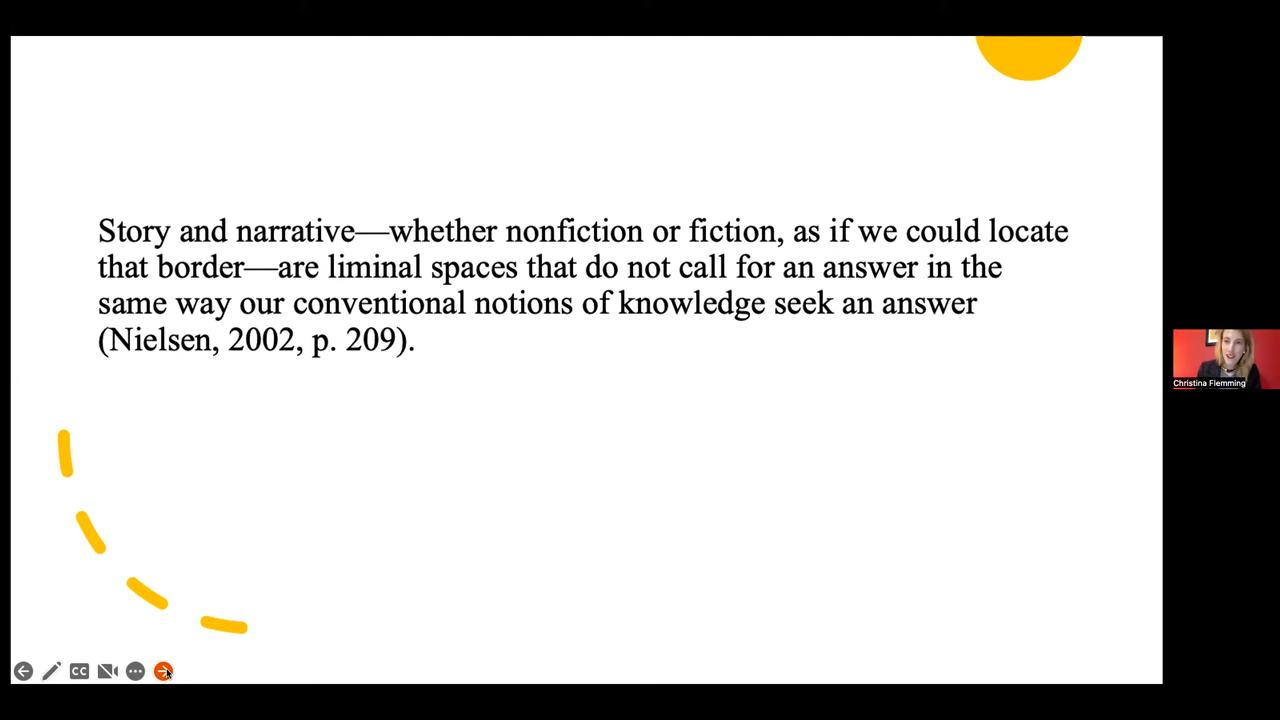 Story and narrative—whether nonfiction or fiction, as if we could locate
that border—are liminal spaces that do not call for an answer in the
same way our conventional notions of knowledge seek an answer
(Nielsen, 2002, p. 209).
Christina Flemming
CC